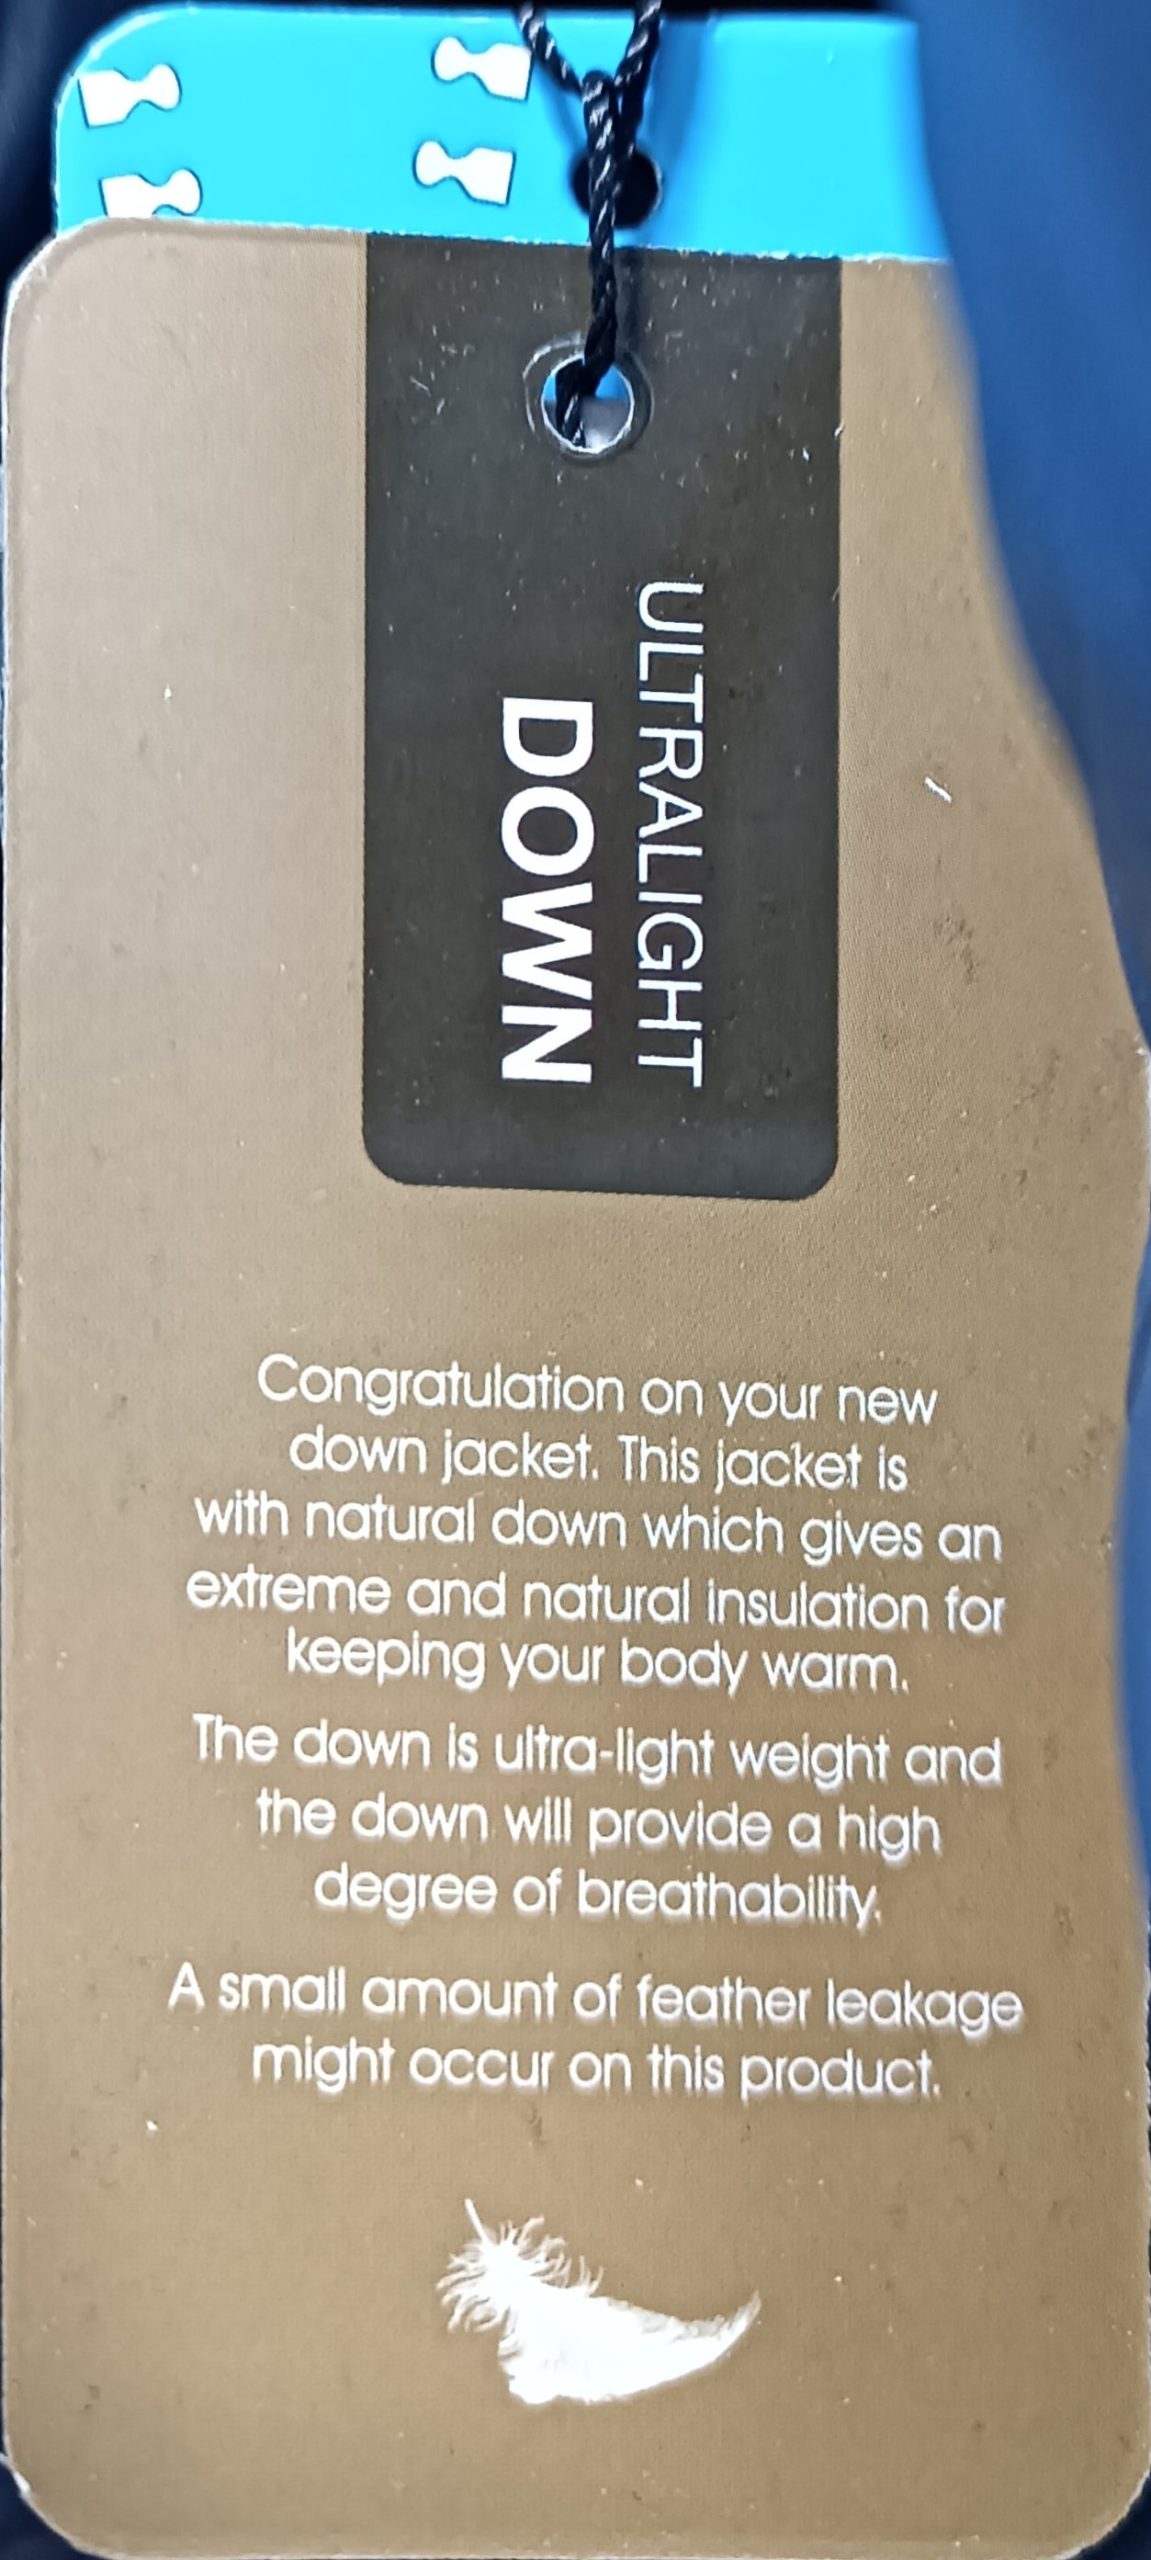 ULTRALIGHT
DOWN
Congratulation on your new
down jacket. This jacket is
with natural down which gives an
extreme and natural insulation for
keeping your body warm.
The down is ultra-light weight and
the down will provide a high
degree of breathability.
A small amount of feather leakage
might occur on this product.